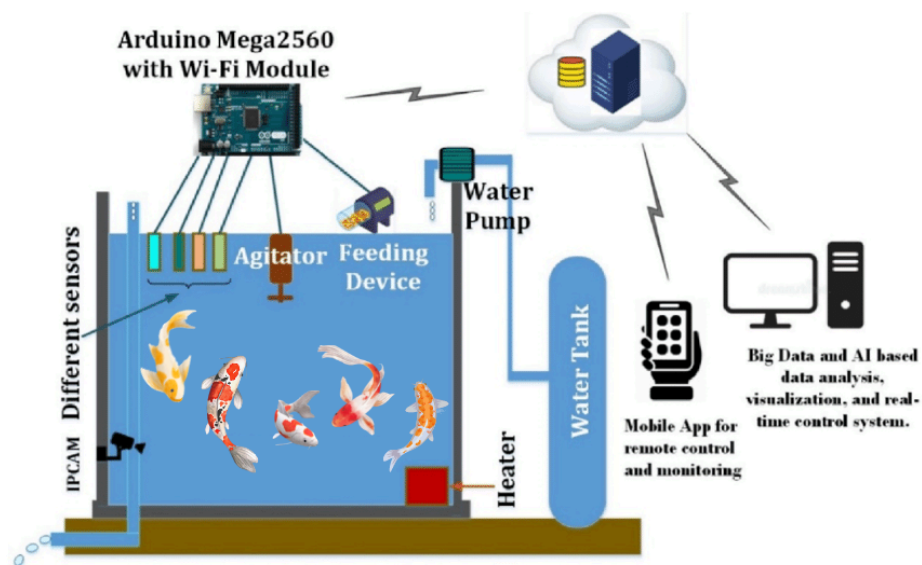 Arduino Mega2560
with Wi-Fi Module
Water
Pump
Agitator
Feeding
Device
Different sensors
IPCAM
Heater
Water Tank
Mobile App for
remote control
and monitoring
Big Data and AI based
data analysis,
visualization, and real-
time control system.